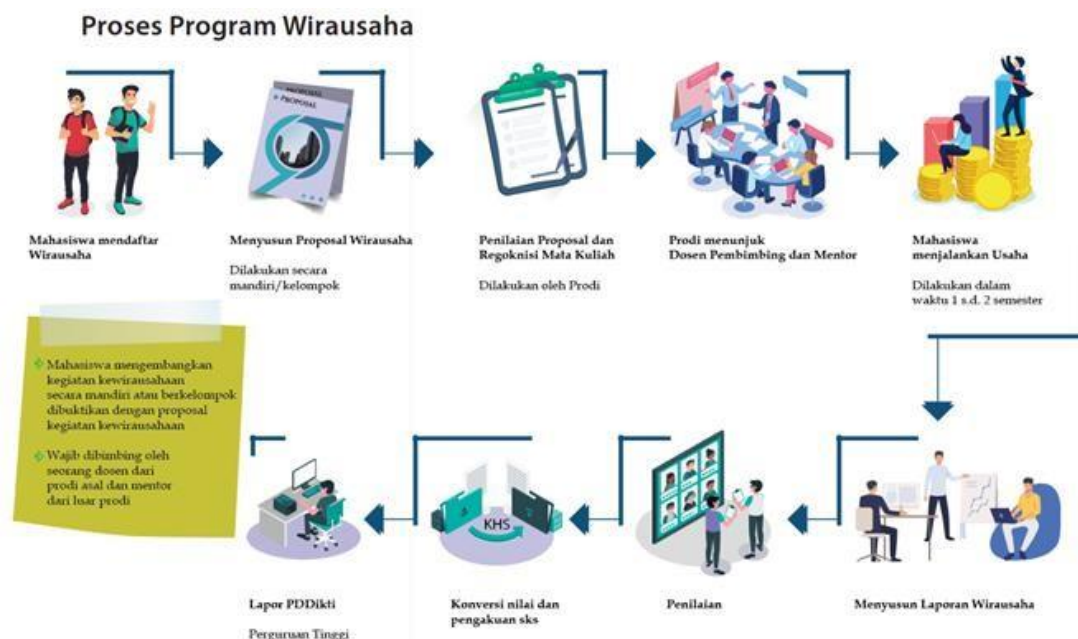 Proses Program Wirausaha
PROPOSAL
PROPOSAL
Mahasiswa mendaftar
Wirausaha
Menyusun Proposal Wirausaha
Dilakukan secara
mandiri/kelompok
Penilaian Proposal dan
Regoknisi Mata Kuliah
Dilakukan oleh Prodi
Prodi menunjuk
Dosen Pembimbing dan Mentor
Mahasiswa
menjalankan Usaha
Dilakukan dalam
waktu 1 s.d. 2 semester
Mahasiswa mengembangkan
kegiatan kewirausahaan
secara mandiri atau berkelompok
dibuktikan dengan proposal
kegiatan kewirausahaan
Wajib dibimbing oleh
seorang dosen dari
prodi asal dan mentor
dari luar prodi
KHS
Lapor PDDikti
Perguruan Tinggi
Konversi nilai dan
pengakuan sks
Penilaian
Menyusun Laporan Wirausaha